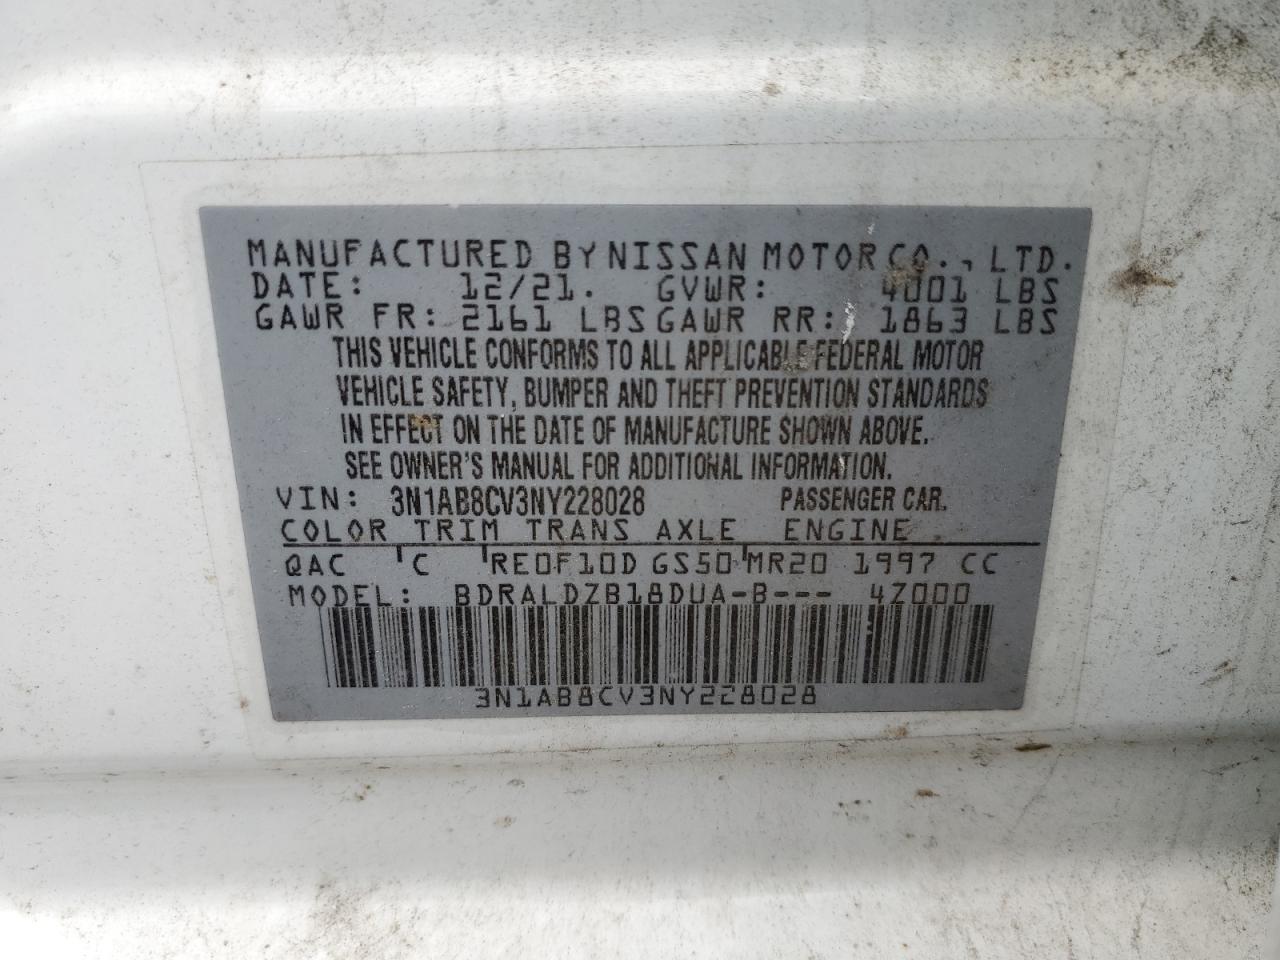 MANUFACTURED BY NISSAN MOTOR CO., LTD.
DATE: 12/21. GVWR: 4001 LBS
GAWR FR: 2161 LBS GAWR RR: 1863 LBS
THIS VEHICLE CONFORMS TO ALL APPLICABLE FEDERAL MOTOR
VEHICLE SAFETY, BUMPER AND THEFT PREVENTION STANDARDS
IN EFFECT ON THE DATE OF MANUFACTURE SHOWN ABOVE.
SEE OWNER'S MANUAL FOR ADDITIONAL INFORMATION.
VIN: 3N1AB8CV3NY228028 PASSENGER CAR.
COLOR TRIM TRANS AXLE ENGINE
QAC C RE0F10D GS50 MR20 1997 CC
MODEL: BDRALDZB18DUA-B--- 4Z000
3N1AB8CV3NY228028